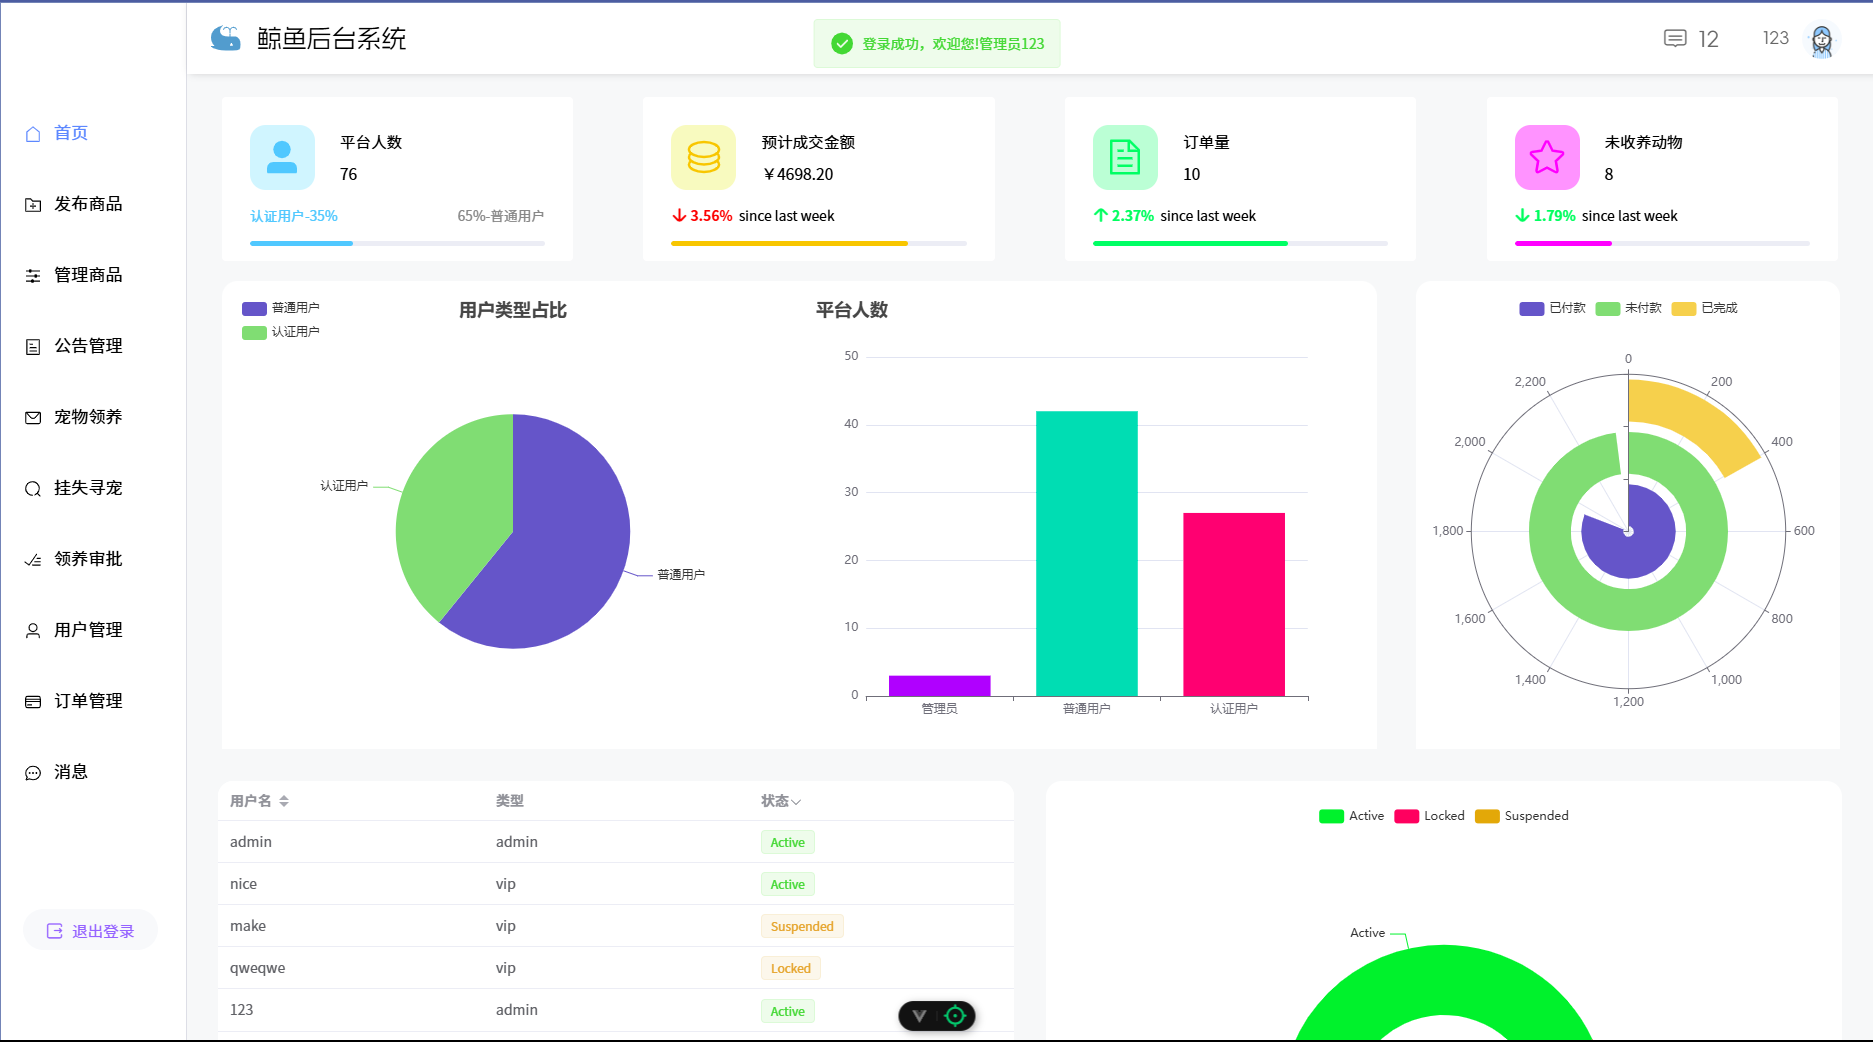 鲸鱼后台系统
登录成功，欢迎您!管理员123
12
123
首页
发布商品
管理商品
公告管理
宠物领养
挂失寻宠
领养审批
用户管理
订单管理
消息
退出登录
平台人数
76
认证用户-35%
65%-普通用户
预计成交金额
￥4698.20
3.56% since last week
订单量
10
2.37% since last week
未收养动物
8
1.79% since last week
普通用户
认证用户
用户类型占比
认证用户
普通用户
平台人数
50
40
30
20
10
0
管理员
普通用户
认证用户
已付款
未付款
已完成
0
200
400
600
800
1,000
1,200
1,400
1,600
1,800
2,000
2,200
用户名 类型 状态
admin admin Active
nice vip Active
make vip Suspended
qweqwe vip Locked
123 admin Active
Active Locked Suspended
Active